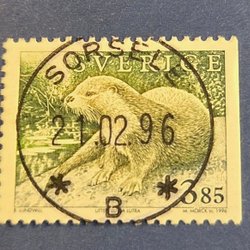 SORSELE
SVERIGE
21.02.96
* B *
3 85
LUTRA LUTRA
M. MÖRCK sc. 1996